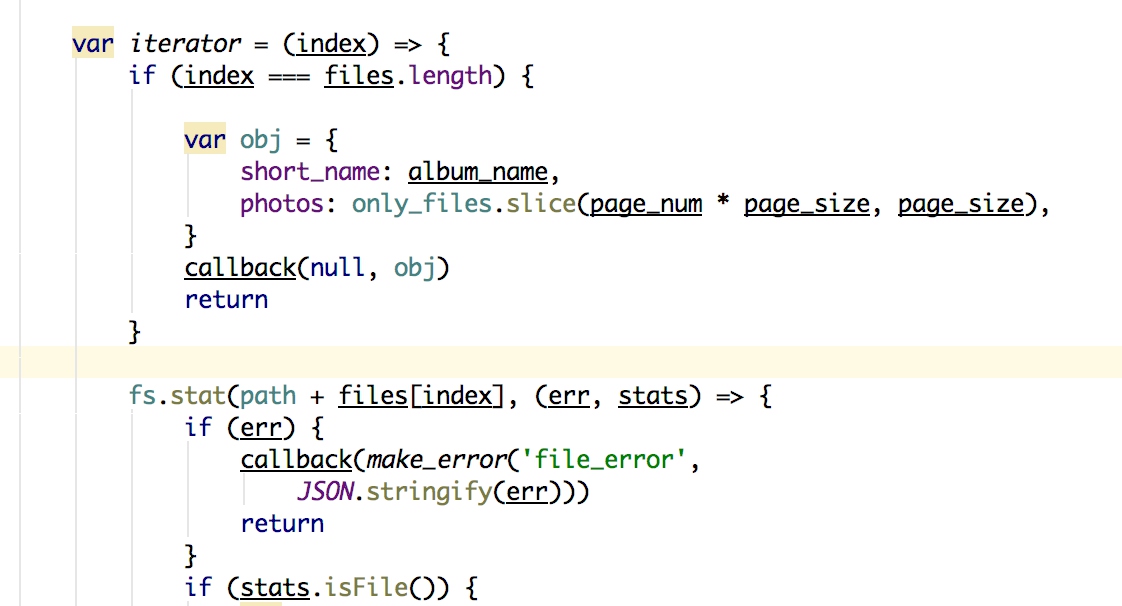 var iterator = (index) => {
if (index === files.length) {
var obj = {
short_name: album_name,
photos: only_files.slice(page_num * page_size, page_size),
}
callback(null, obj)
return
}
fs.stat(path + files[index], (err, stats) => {
if (err) {
callback(make_error('file_error',
JSON.stringify(err)))
return
}
if (stats.isFile()) {